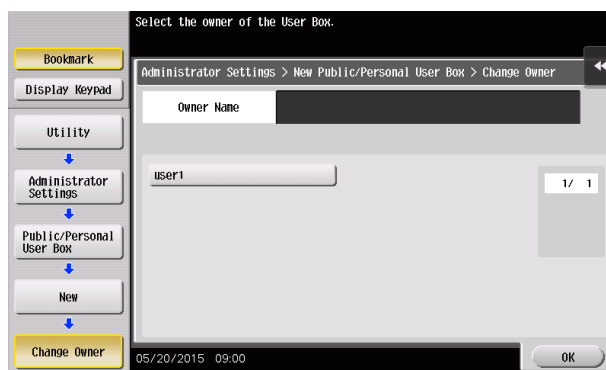 Select the owner of the User Box.
Bookmark
Display Keypad
Utility
Administrator
Settings
Public/Personal
User Box
New
Change Owner
Administrator Settings > New Public/Personal User Box > Change Owner
Owner Name
user1
1/ 1
05/20/2015 09:00
OK